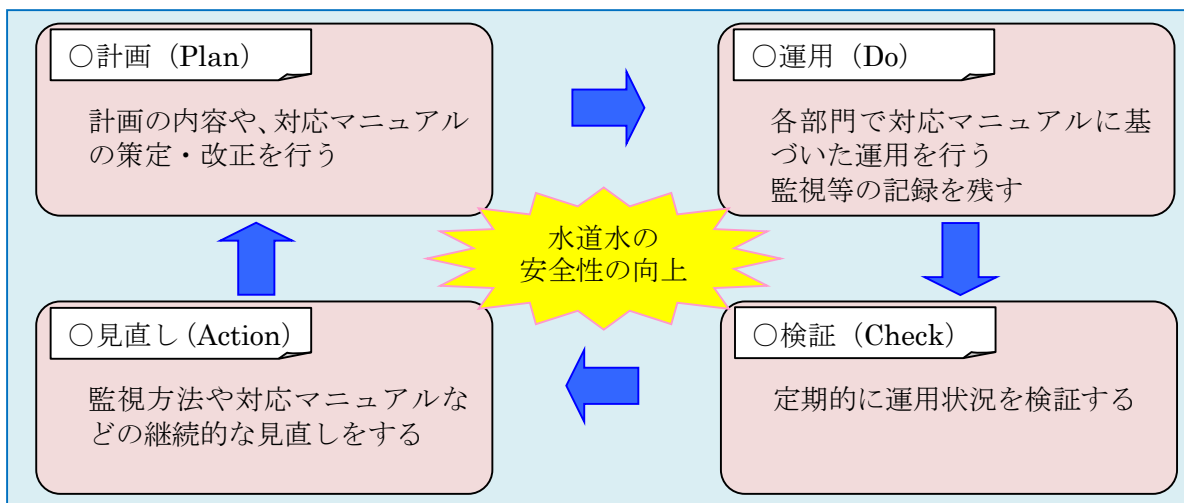 ○計画（Plan）
計画の内容や、対応マニュアル
の策定・改正を行う
○運用（Do）
各部門で対応マニュアルに基
づいた運用を行う
監視等の記録を残す
水道水の
安全性の向上
○見直し（Action）
監視方法や対応マニュアルな
どの継続的な見直しをする
○検証（Check）
定期的に運用状況を検証する